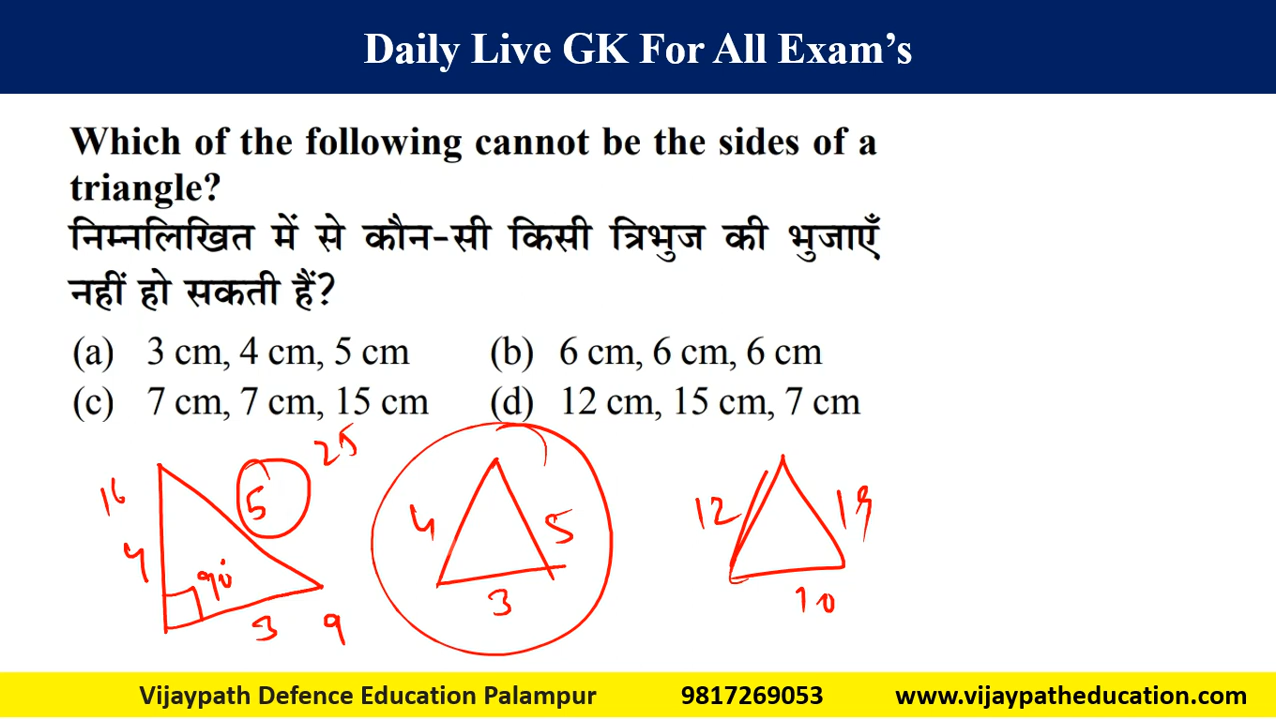 Daily Live GK For All Exam's
Which of the following cannot be the sides of a
triangle?
निम्नलिखित में से कौन-सी किसी त्रिभुज की भुजाएँ
नहीं हो सकती हैं?
(a) 3 cm, 4 cm, 5 cm (b) 6 cm, 6 cm, 6 cm
(c) 7 cm, 7 cm, 15 cm (d) 12 cm, 15 cm, 7 cm
16 5 25
4 90
3 9
4 5
3
12
10
Vijaypath Defence Education Palampur 9817269053 www.vijaypatheducation.com